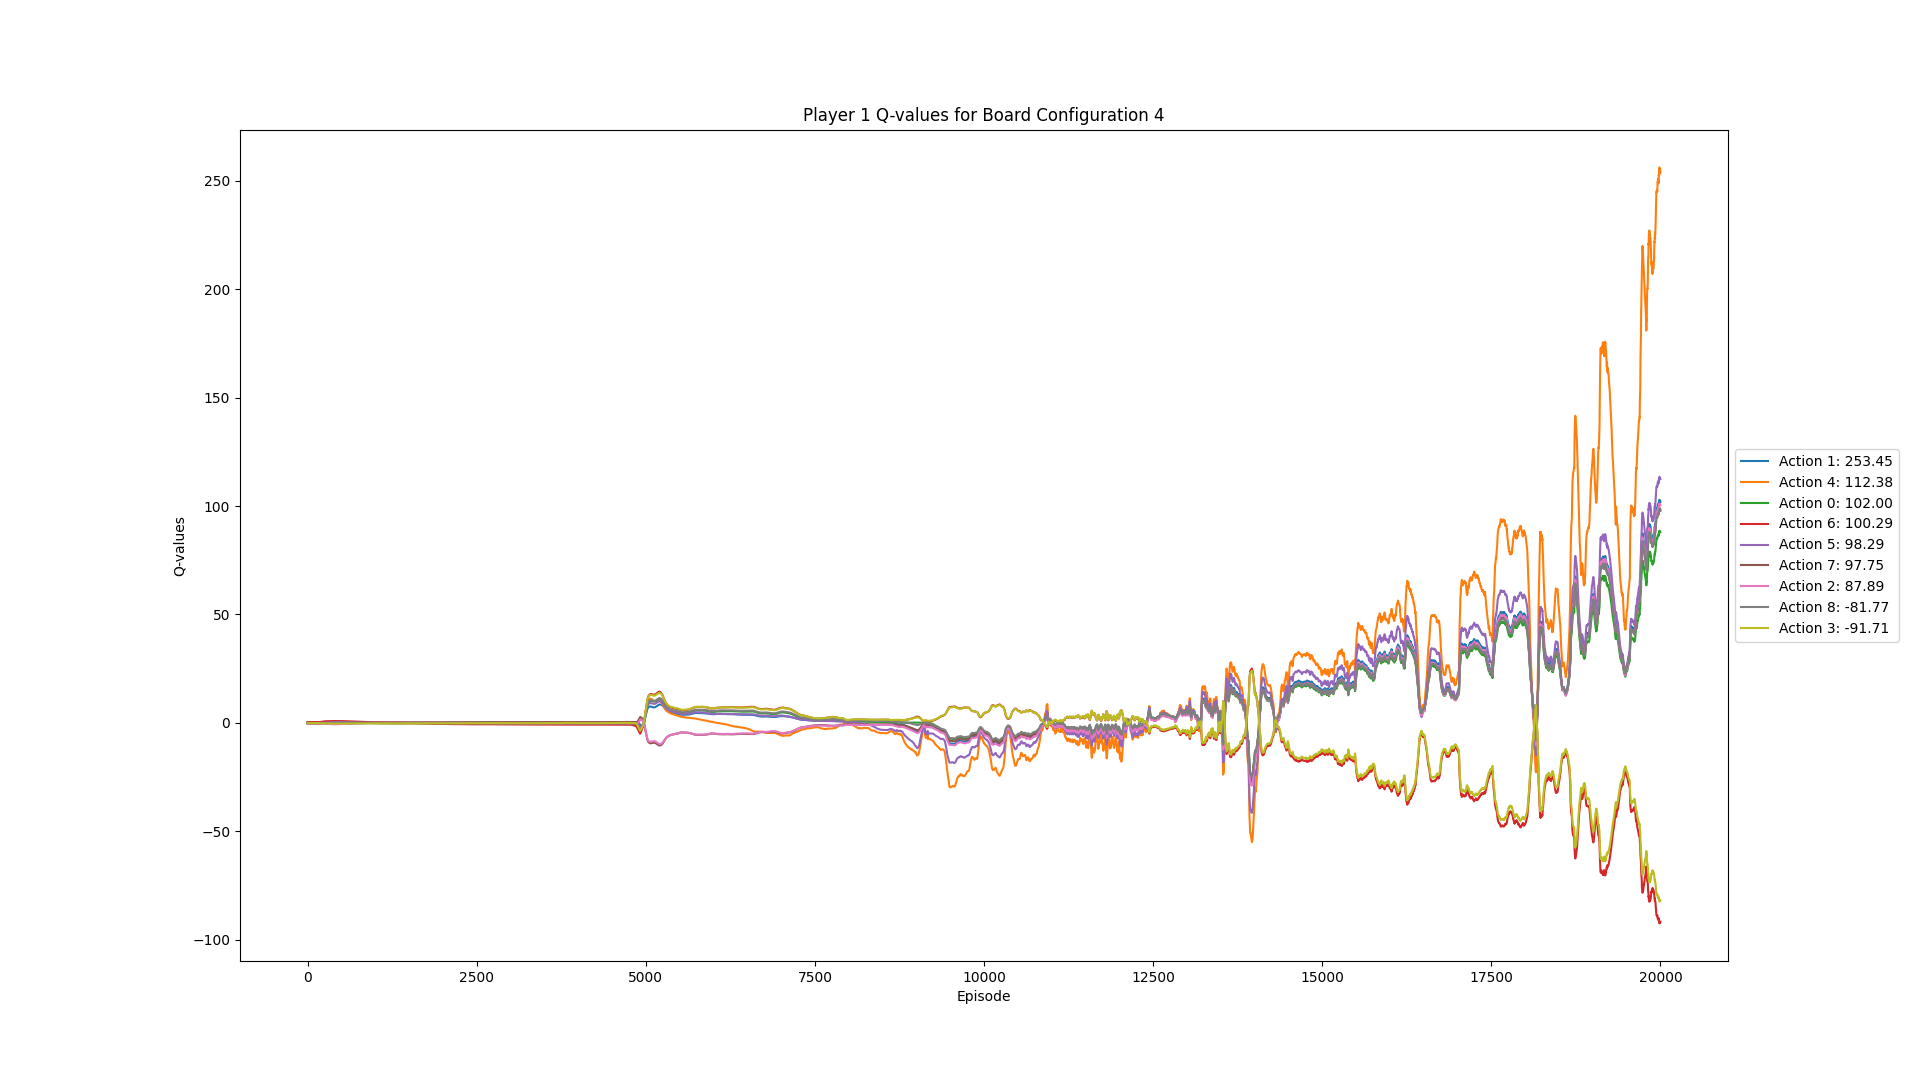 Player 1 Q-values for Board Configuration 4
250
200
150
100
50
0
−50
−100
Q-values
0 2500 5000 7500 10000 12500 15000 17500 20000
Episode
Action 1: 253.45
Action 4: 112.38
Action 0: 102.00
Action 6: 100.29
Action 5: 98.29
Action 7: 97.75
Action 2: 87.89
Action 8: -81.77
Action 3: -91.71